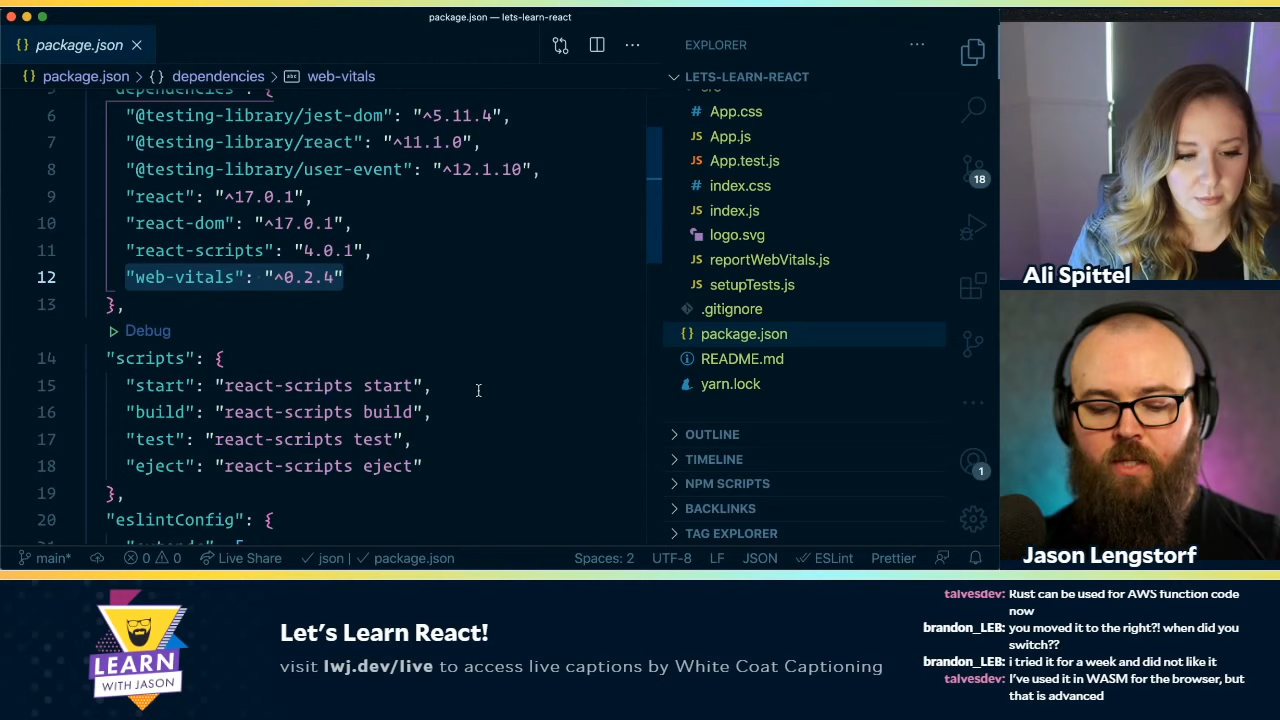 package.json — lets-learn-react
{} package.json ×
{} package.json > {} dependencies > abc web-vitals
5 "dependencies": {
6 "@testing-library/jest-dom": "^5.11.4",
7 "@testing-library/react": "^11.1.0",
8 "@testing-library/user-event": "^12.1.10",
9 "react": "^17.0.1",
10 "react-dom": "^17.0.1",
11 "react-scripts": "4.0.1",
12 "web-vitals": "^0.2.4"
13 },
Debug
14 "scripts": {
15 "start": "react-scripts start",
16 "build": "react-scripts build",
17 "test": "react-scripts test",
18 "eject": "react-scripts eject"
19 },
20 "eslintConfig": {
EXPLORER
LETS-LEARN-REACT
src
# App.css
JS App.js
JS App.test.js
# index.css
JS index.js
logo.svg
JS reportWebVitals.js
JS setupTests.js
.gitignore
{} package.json
README.md
yarn.lock
OUTLINE
TIMELINE
NPM SCRIPTS
BACKLINKS
TAG EXPLORER
18
1
main* 0 0 Live Share json | package.json Spaces: 2 UTF-8 LF JSON ESLint Prettier
Ali Spittel
Jason Lengstorf
LEARN
WITH JASON
Let's Learn React!
visit lwj.dev/live to access live captions by White Coat Captioning
talvesdev: Rust can be used for AWS function code
now
brandon_LEB: you moved it to the right?! when did you
switch??
brandon_LEB: i tried it for a week and did not like it
talvesdev: I've used it in WASM for the browser, but
that is advanced